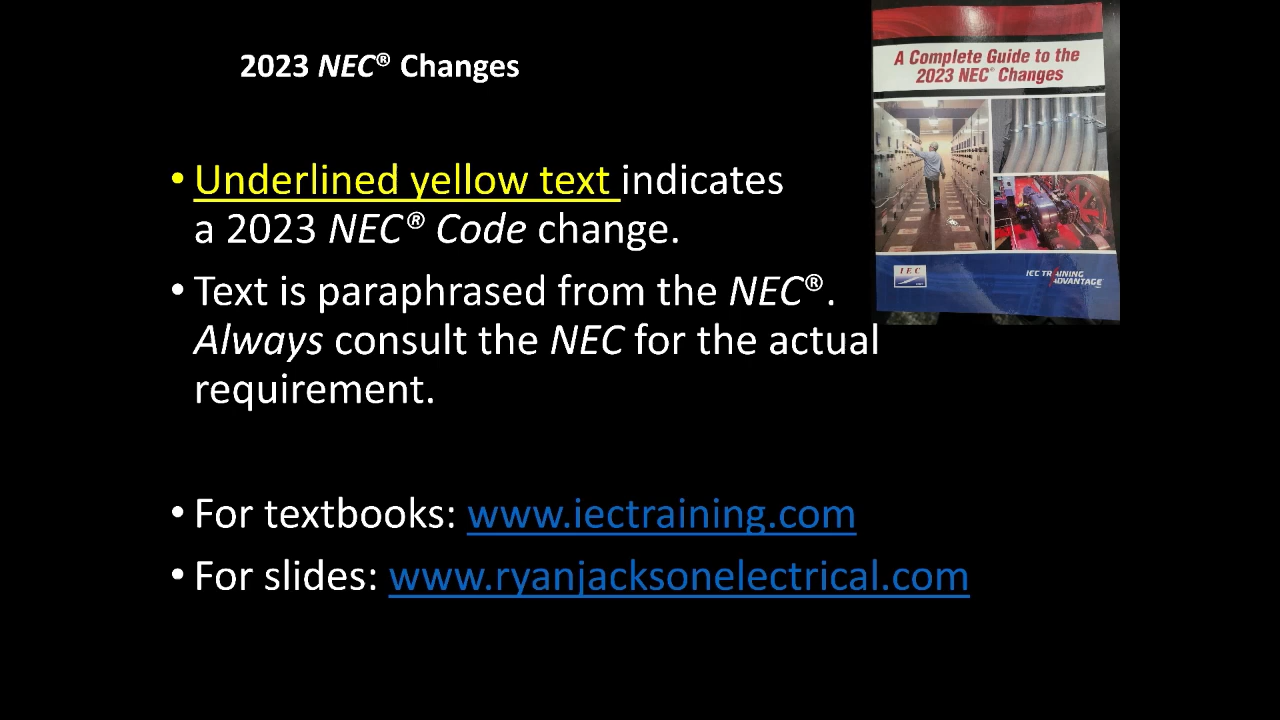 2023 NEC® Changes
A Complete Guide to the
2023 NEC® Changes
Underlined yellow text indicates
a 2023 NEC® Code change.
Text is paraphrased from the NEC®.
Always consult the NEC for the actual
requirement.
IEC
IEC TRAINING
ADVANTAGE
For textbooks: www.iectraining.com
For slides: www.ryanjacksonelectrical.com